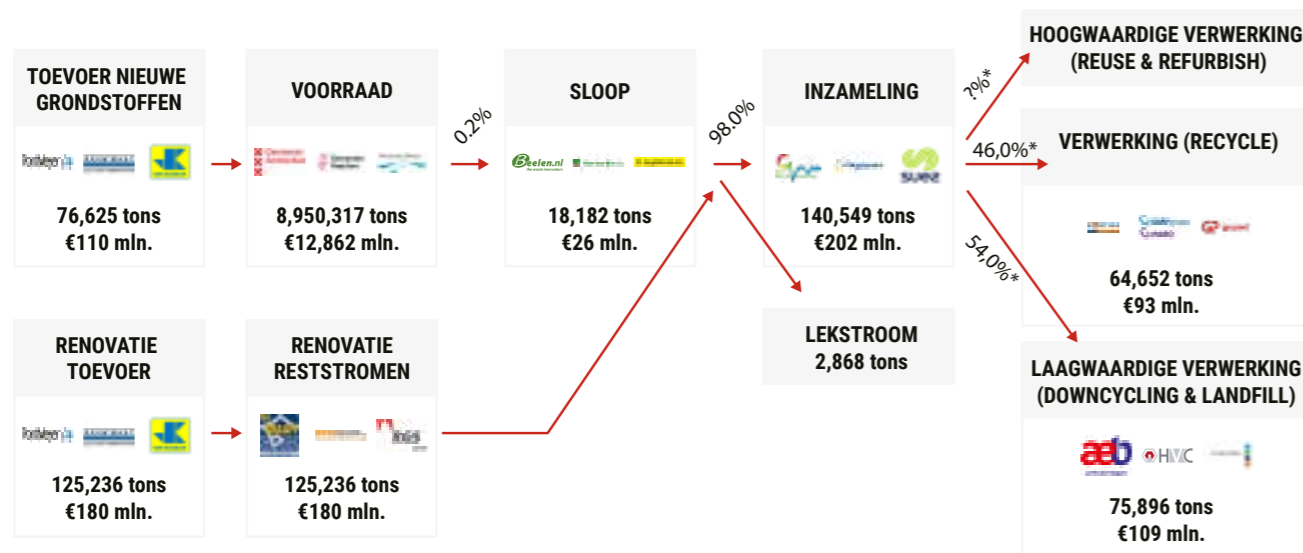 TOEVOER NIEUWE
GRONDSTOFFEN
76,625 tons
€110 mln.
VOORRAAD
8,950,317 tons
€12,862 mln.
0.2%
SLOOP
Beelen.nl
18,182 tons
€26 mln.
98.0%
INZAMELING
suez
140,549 tons
€202 mln.
?%*
46,0%*
54,0%*
HOOGWAARDIGE VERWERKING
(REUSE & REFURBISH)
VERWERKING (RECYCLE)
64,652 tons
€93 mln.
RENOVATIE
TOEVOER
125,236 tons
€180 mln.
RENOVATIE
RESTSTROMEN
125,236 tons
€180 mln.
LEKSTROOM
2,868 tons
LAAGWAARDIGE VERWERKING
(DOWNCYCLING & LANDFILL)
aeb
HVC
75,896 tons
€109 mln.